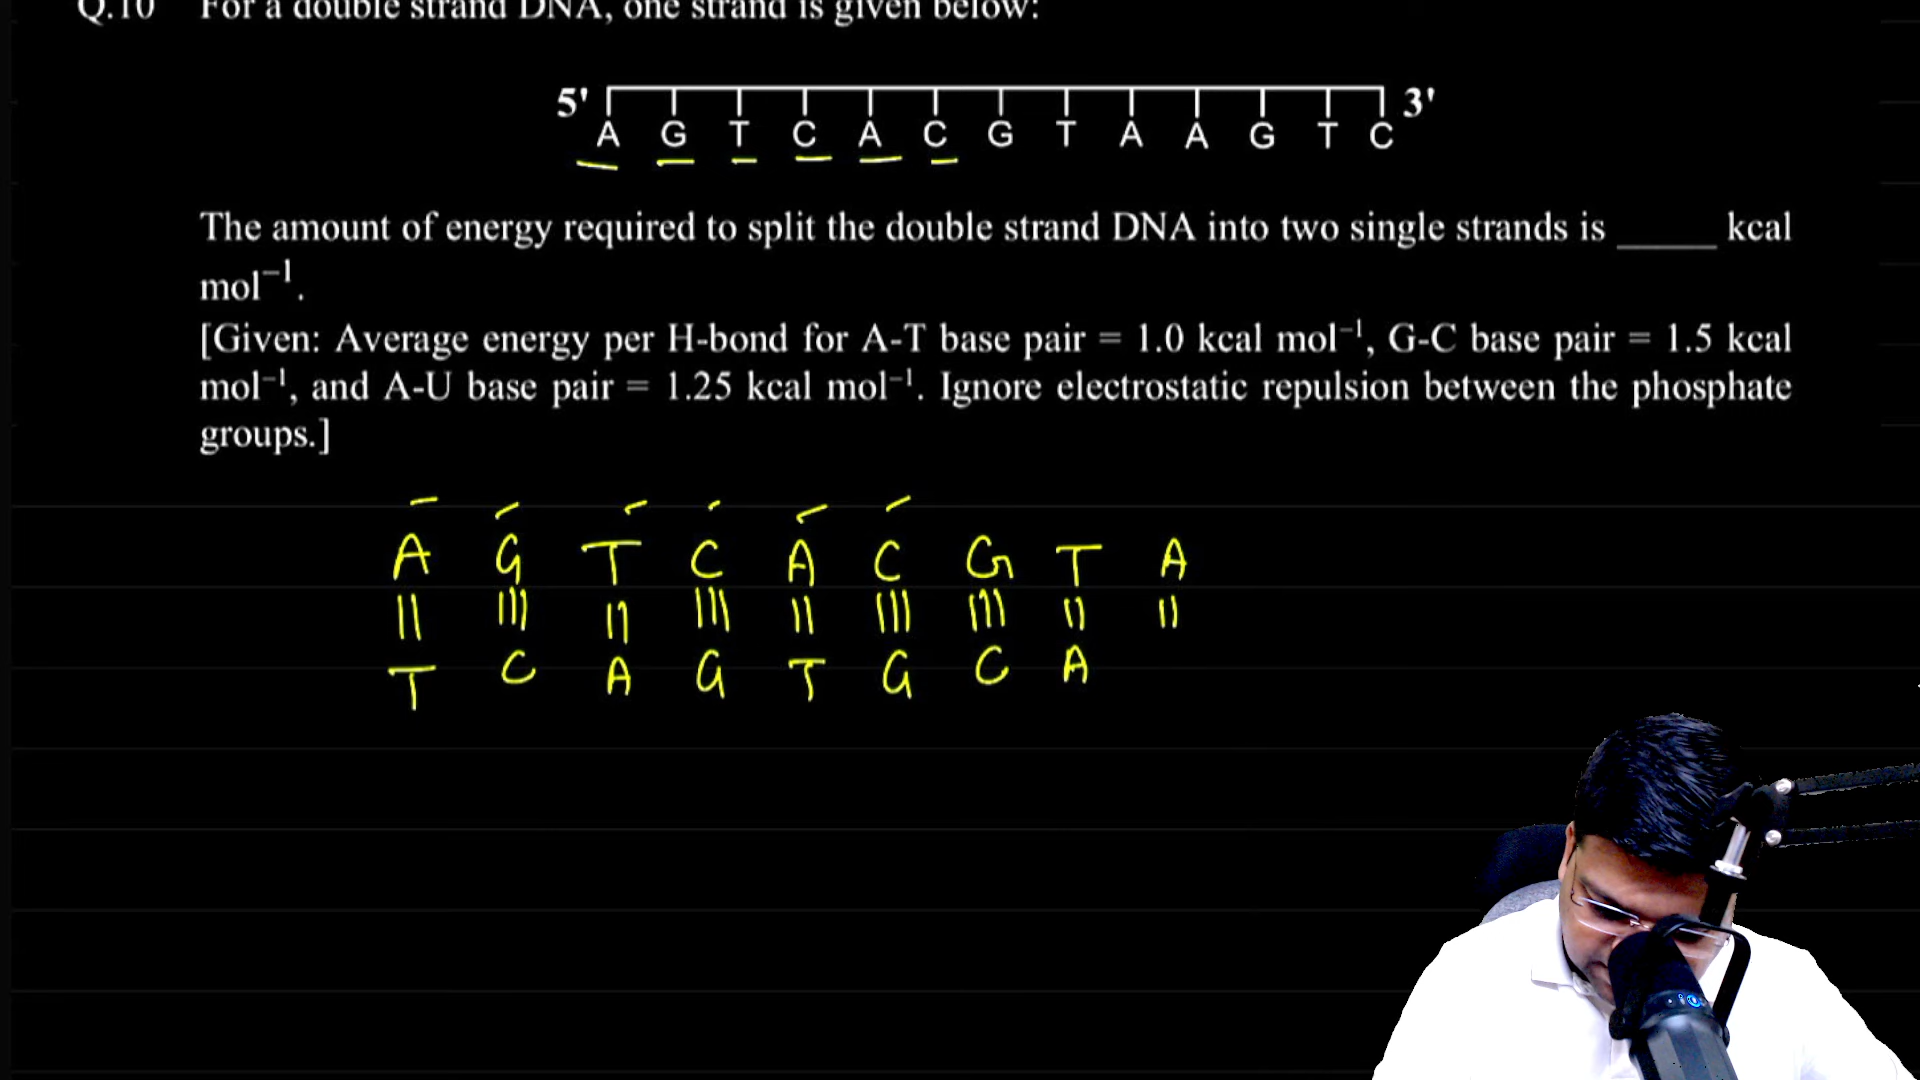 Q.10 For a double strand DNA, one strand is given below:
5' 3'
A G T C A C G T A A G T C
The amount of energy required to split the double strand DNA into two single strands is ______ kcal
mol⁻¹.
[Given: Average energy per H-bond for A-T base pair = 1.0 kcal mol⁻¹, G-C base pair = 1.5 kcal
mol⁻¹, and A-U base pair = 1.25 kcal mol⁻¹. Ignore electrostatic repulsion between the phosphate
groups.]
A G T C A C G T A
T C A G T G C A